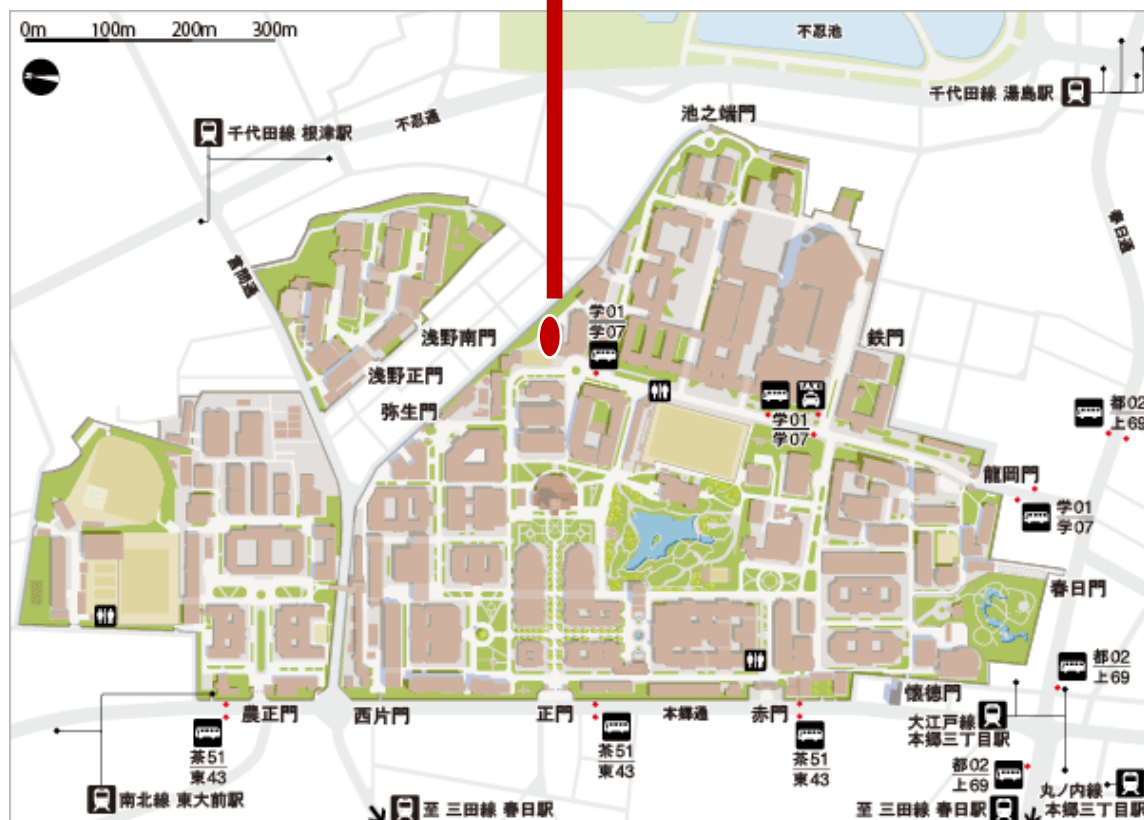 0m 100m 200m 300m
不忍池
千代田線 湯島駅
千代田線 根津駅
不忍通
池之端門
春日通
言問通
学01
学07
浅野南門
鉄門
浅野正門
弥生門
TAXI
学01
学07
都02
上69
龍岡門
学01
学07
春日門
都02
上69
農正門
西片門
正門
本郷通
赤門
懐徳門
大江戸線
本郷三丁目駅
茶51
東43
茶51
東43
茶51
東43
都02
上69
丸ノ内線
本郷三丁目駅
南北線 東大前駅
至 三田線 春日駅
至 三田線 春日駅